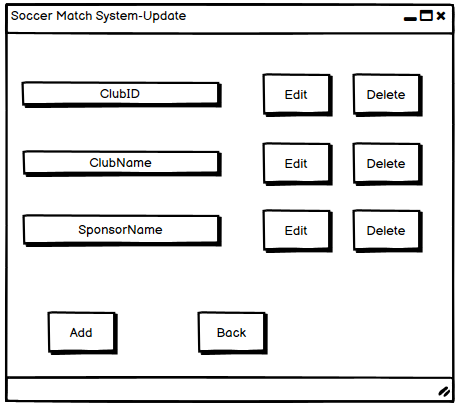 Soccer Match System-Update
ClubID Edit Delete
ClubName Edit Delete
SponsorName Edit Delete
Add Back